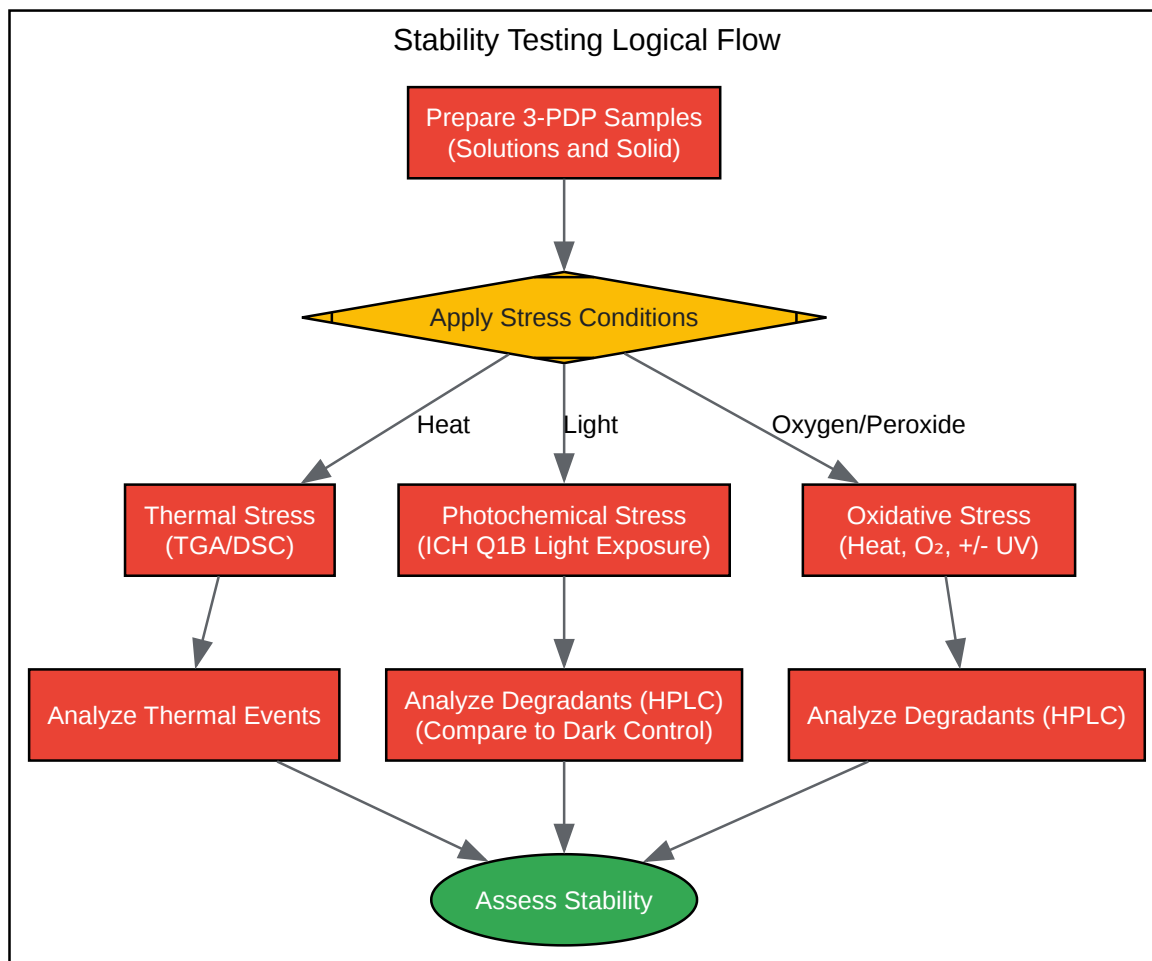 Stability Testing Logical Flow
Prepare 3-PDP Samples
(Solutions and Solid)
Apply Stress Conditions
Heat
Light
Oxygen/Peroxide
Thermal Stress
(TGA/DSC)
Photochemical Stress
(ICH Q1B Light Exposure)
Oxidative Stress
(Heat, O₂, +/- UV)
Analyze Thermal Events
Analyze Degradants (HPLC)
(Compare to Dark Control)
Analyze Degradants (HPLC)
Assess Stability